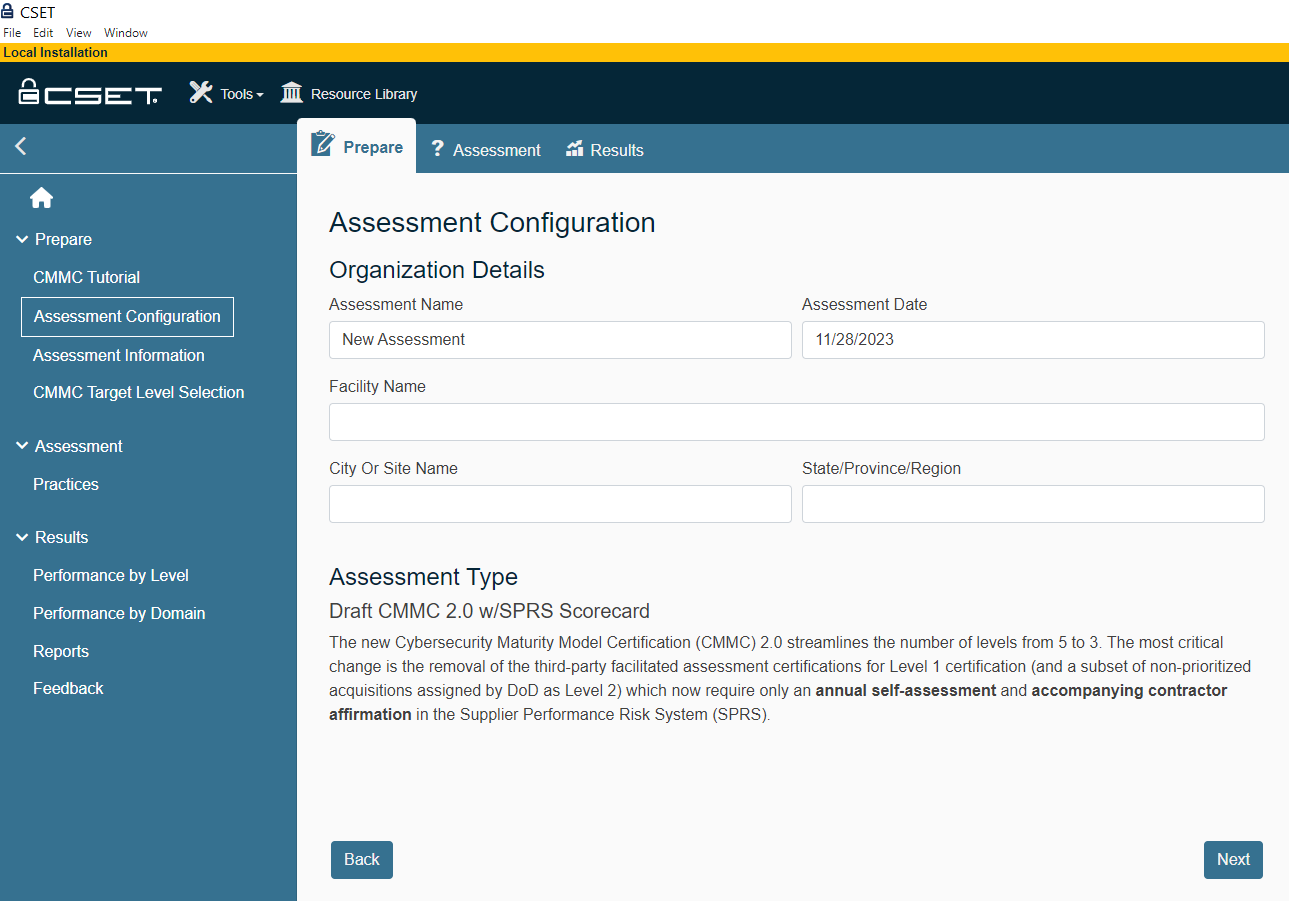 CSET
File Edit View Window
Local Installation
CSET
Tools
Resource Library
Prepare
? Assessment
Results
Prepare
CMMC Tutorial
Assessment Configuration
Assessment Information
CMMC Target Level Selection
Assessment
Practices
Results
Performance by Level
Performance by Domain
Reports
Feedback
Assessment Configuration
Organization Details
Assessment Name
Assessment Date
New Assessment
11/28/2023
Facility Name
City Or Site Name
State/Province/Region
Assessment Type
Draft CMMC 2.0 w/SPRS Scorecard
The new Cybersecurity Maturity Model Certification (CMMC) 2.0 streamlines the number of levels from 5 to 3. The most critical
change is the removal of the third-party facilitated assessment certifications for Level 1 certification (and a subset of non-prioritized
acquisitions assigned by DoD as Level 2) which now require only an annual self-assessment and accompanying contractor
affirmation in the Supplier Performance Risk System (SPRS).
Back
Next